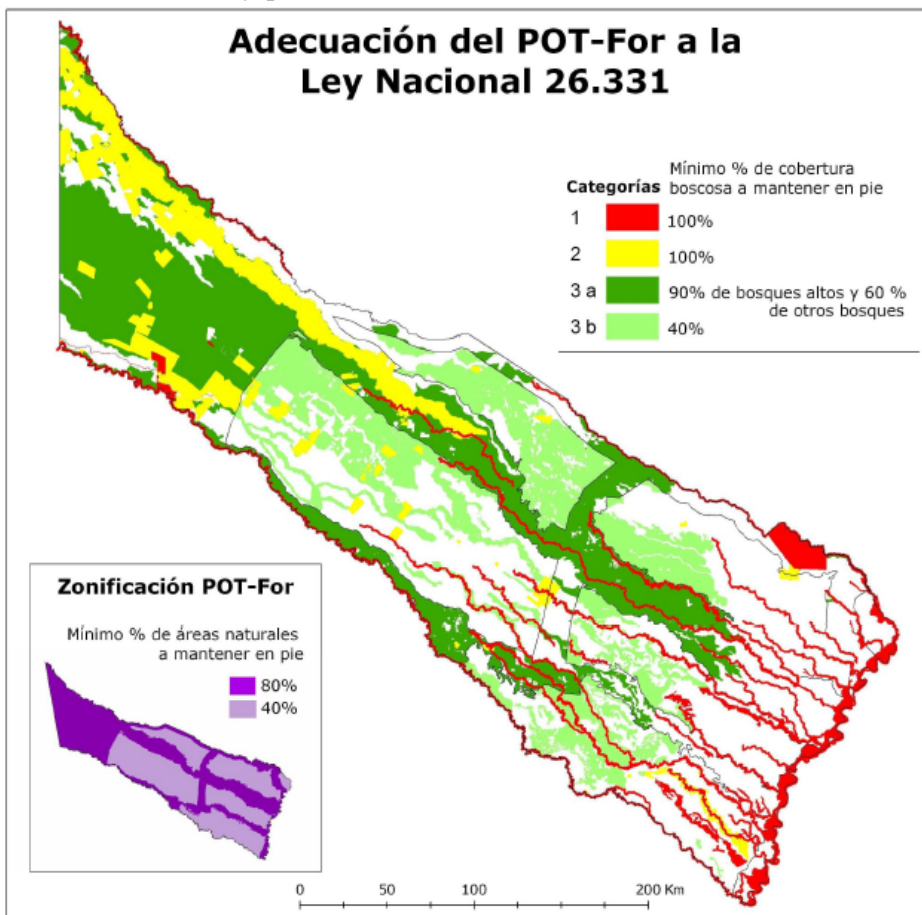 Adecuación del POT-For a la
Ley Nacional 26.331
Categorías
Mínimo % de cobertura
boscosa a mantener en pie
1
100%
2
100%
3 a
90% de bosques altos y 60 %
de otros bosques
3 b
40%
Zonificación POT-For
Mínimo % de áreas naturales
a mantener en pie
80%
40%
0 50 100 200 Km